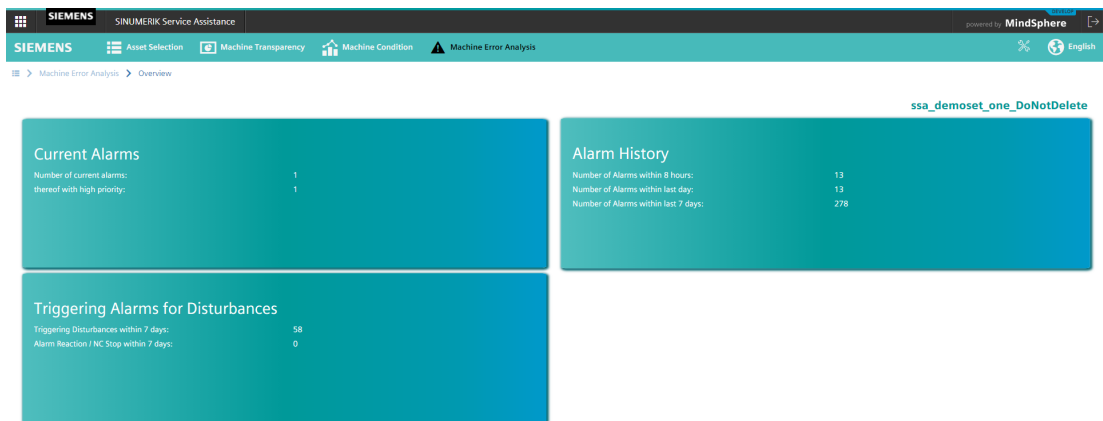 SIEMENS SINUMERIK Service Assistance powered by MindSphere
SIEMENS Asset Selection Machine Transparency Machine Condition Machine Error Analysis English
Machine Error Analysis > Overview
ssa_demoset_one_DoNotDelete
Current Alarms
Number of current alarms: 1
thereof with high priority: 1
Alarm History
Number of Alarms within 8 hours: 13
Number of Alarms within last day: 13
Number of Alarms within last 7 days: 278
Triggering Alarms for Disturbances
Triggering Disturbances within 7 days: 58
Alarm Reaction / NC Stop within 7 days: 0